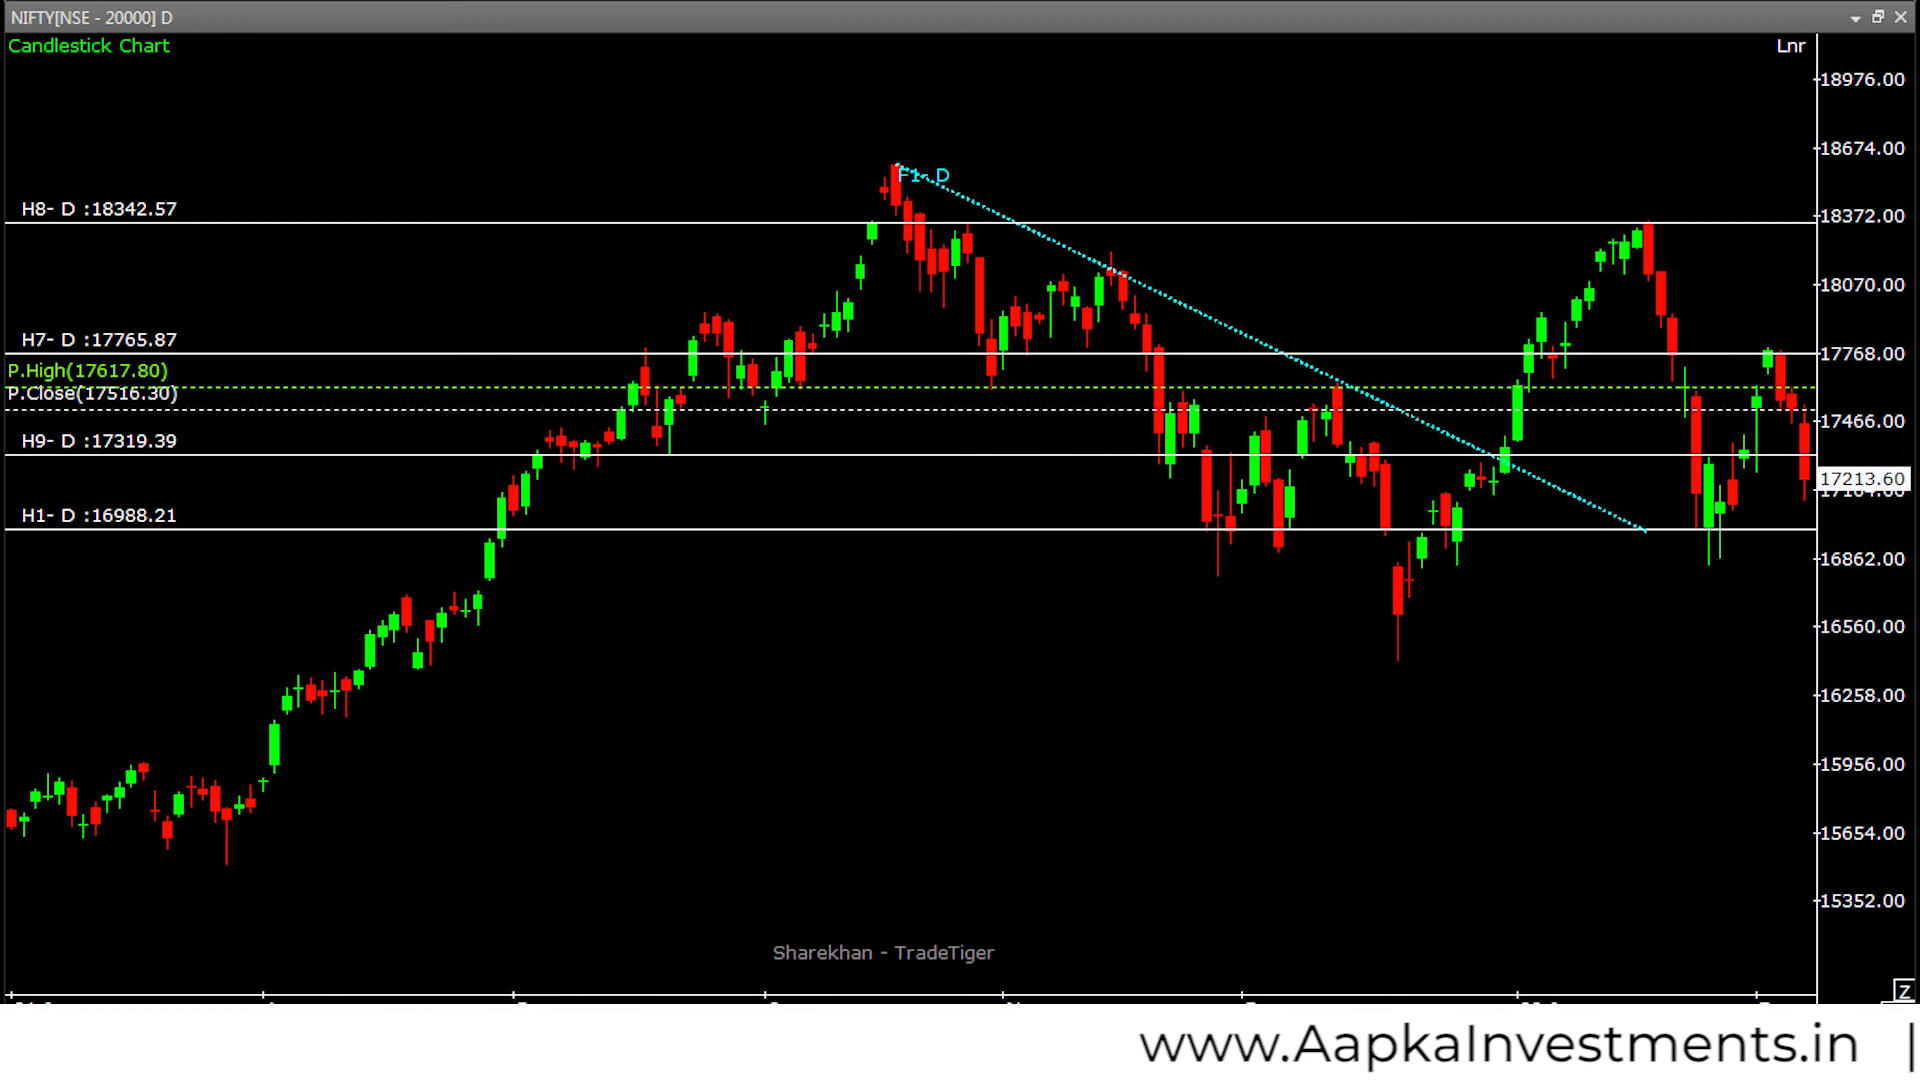 NIFTY[NSE - 20000] D
Candlestick Chart
Lnr
18976.00
18674.00
F1- D
H8- D :18342.57
18372.00
18070.00
H7- D :17765.87
17768.00
P.High(17617.80)
P.Close(17516.30)
17466.00
H9- D :17319.39
17213.60
H1- D :16988.21
16862.00
16560.00
16258.00
15956.00
15654.00
15352.00
Sharekhan - TradeTiger
Z
www.AapkaInvestments.in |